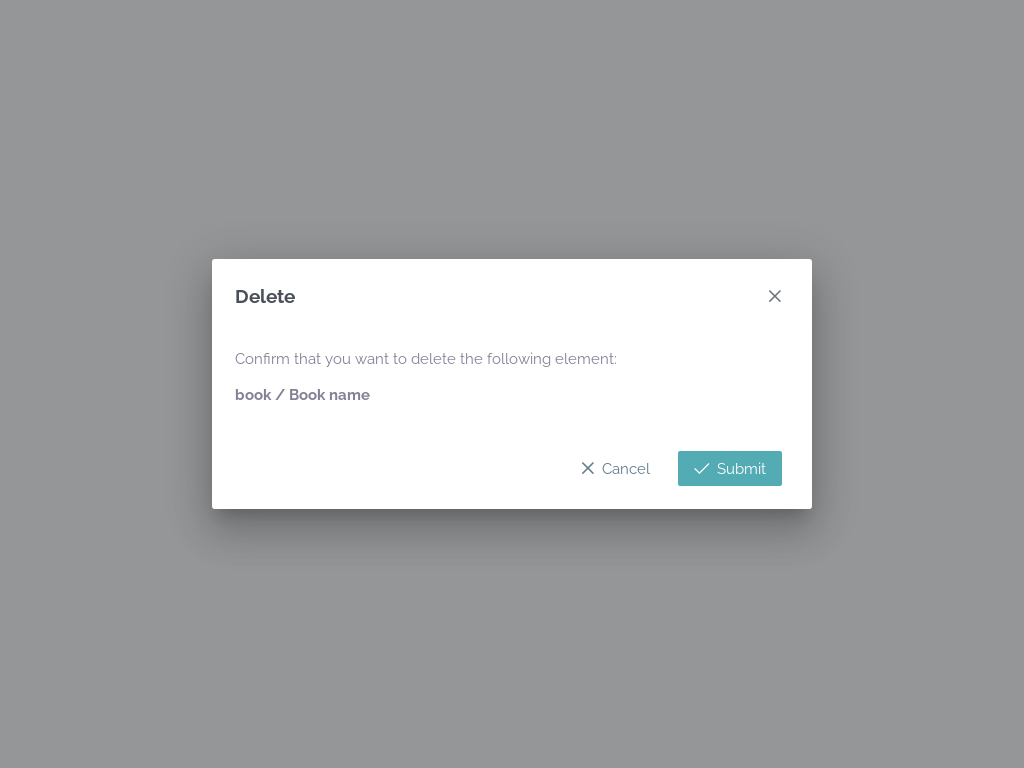 Delete
Confirm that you want to delete the following element:
book / Book name
Cancel
Submit